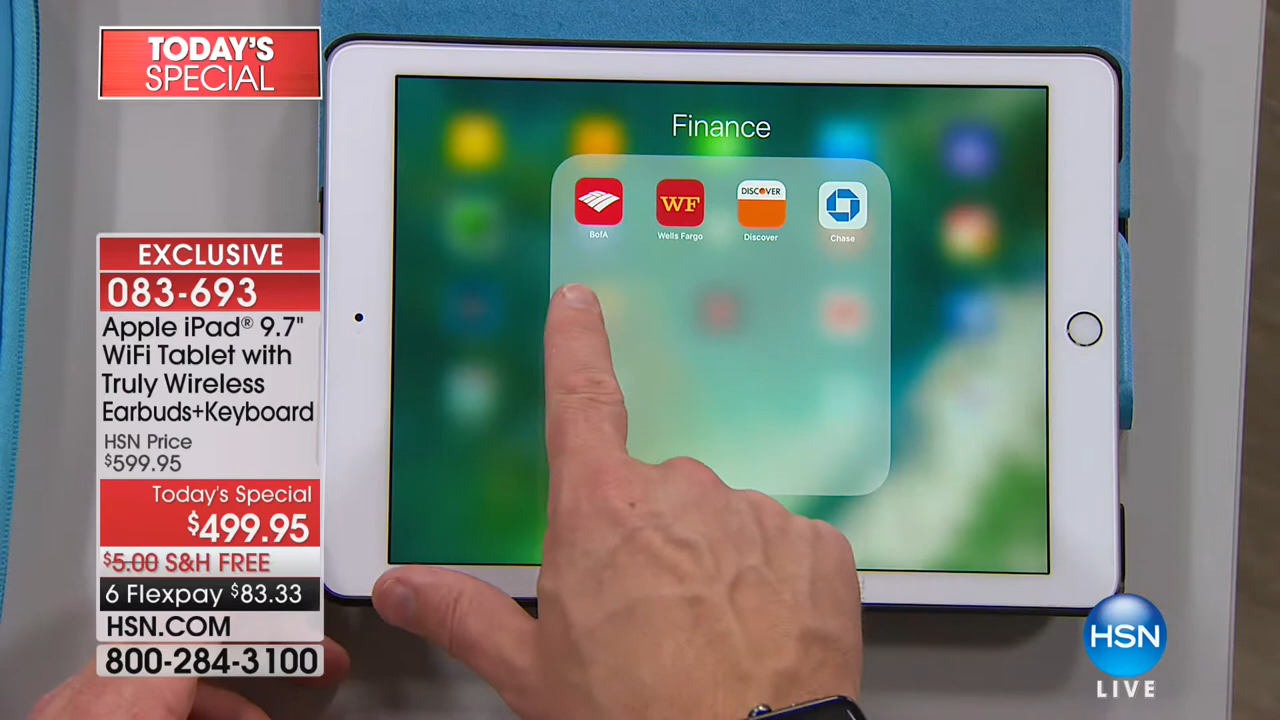 TODAY'S
SPECIAL
EXCLUSIVE
083-693
Apple iPad® 9.7"
WiFi Tablet with
Truly Wireless
Earbuds+Keyboard
HSN Price
$599.95
Today's Special
$499.95
$5.00 S&H FREE
6 Flexpay $83.33
HSN.COM
800-284-3100
Finance
WF
DISCOVER
BofA
Wells Fargo
Discover
Chase
HSN
LIVE